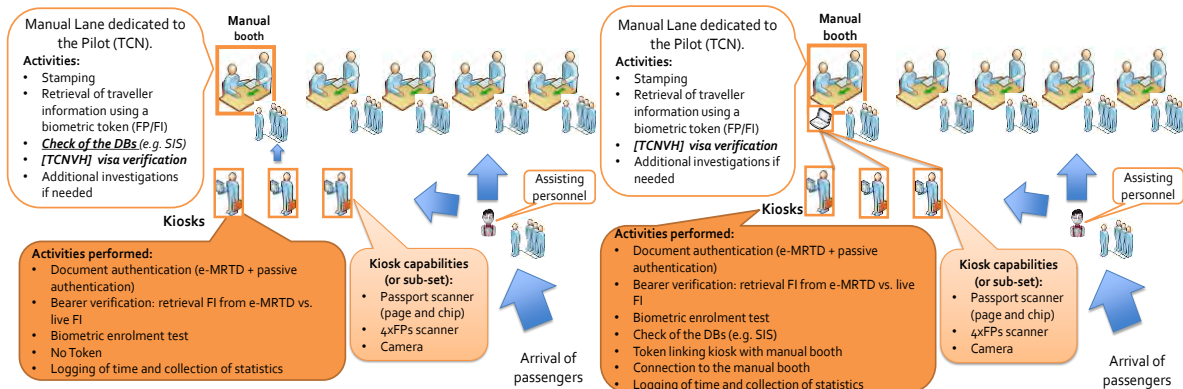 Manual Lane dedicated to
the Pilot (TCN).
Activities:
• Stamping
• Retrieval of traveller
information using a
biometric token (FP/FI)
• Check of the DBs (e.g. SIS)
• [TCNVH] visa verification
• Additional investigations
if needed
Manual
booth
Kiosks
Assisting
personnel
Activities performed:
• Document authentication (e-MRTD + passive
authentication)
• Bearer verification: retrieval FI from e-MRTD vs.
live FI
• Biometric enrolment test
• No Token
• Logging of time and collection of statistics
Kiosk capabilities
(or sub-set):
• Passport scanner
(page and chip)
• 4xFPs scanner
• Camera
Arrival of
passengers
Manual Lane dedicated to
the Pilot (TCN).
Activities:
• Stamping
• Retrieval of traveller
information using a
biometric token (FP/FI)
• [TCNVH] visa verification
• Additional investigations if
needed
Manual
booth
Kiosks
Assisting
personnel
Activities performed:
• Document authentication (e-MRTD + passive
authentication)
• Bearer verification: retrieval FI from e-MRTD vs. live
FI
• Biometric enrolment test
• Check of the DBs (e.g. SIS)
• Token linking kiosk with manual booth
• Connection to the manual booth
• Logging of time and collection of statistics
Kiosk capabilities
(or sub-set):
• Passport scanner
(page and chip)
• 4xFPs scanner
• Camera
Arrival of
passengers